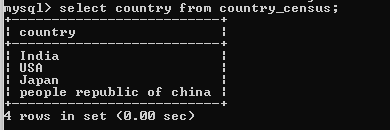 mysql> select country from country_census;
+--------------------------+
| country                  |
+--------------------------+
| India                    |
| USA                      |
| Japan                    |
| people republic of china |
+--------------------------+
4 rows in set (0.00 sec)